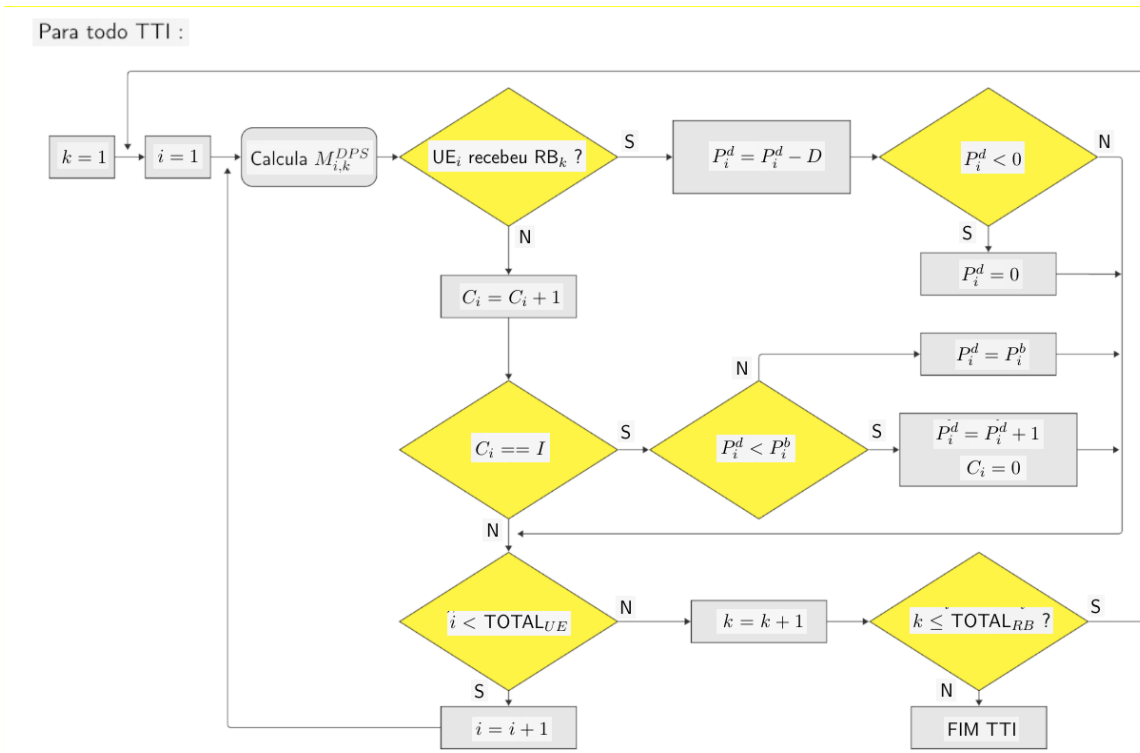 Para todo TTI :
k = 1
i = 1
Calcula M_{i,k}^{DPS}
UE_i recebeu RB_k ?
S
P_i^d = P_i^d − D
P_i^d < 0
N
N
S
P_i^d = 0
C_i = C_i + 1
P_i^d = P_i^b
N
C_i == I
S
P_i^d < P_i^b
S
P_i^d = P_i^d + 1
C_i = 0
N
i < TOTAL_{UE}
N
k = k + 1
k ≤ TOTAL_{RB} ?
S
S
N
i = i + 1
FIM TTI